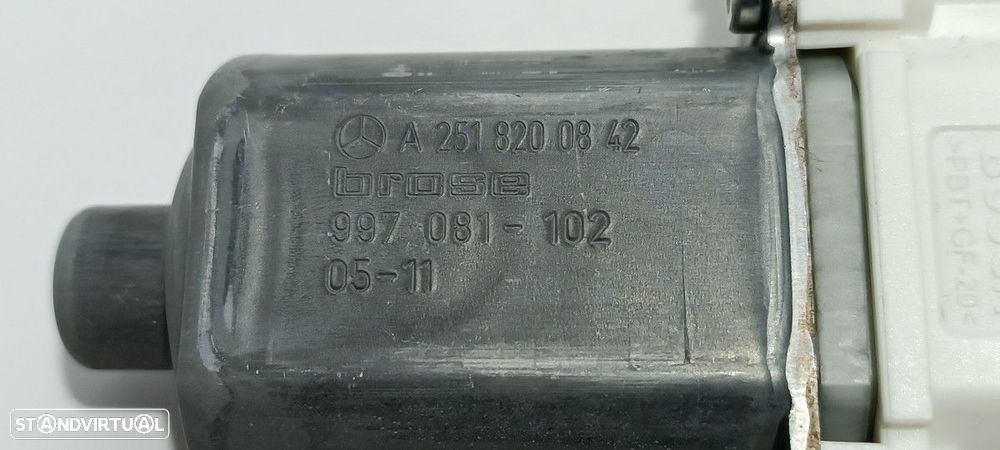 A 251 820 08 42
brose
997 081-102
05-11
>PBT+GF-20<
STANDVIRTUAL